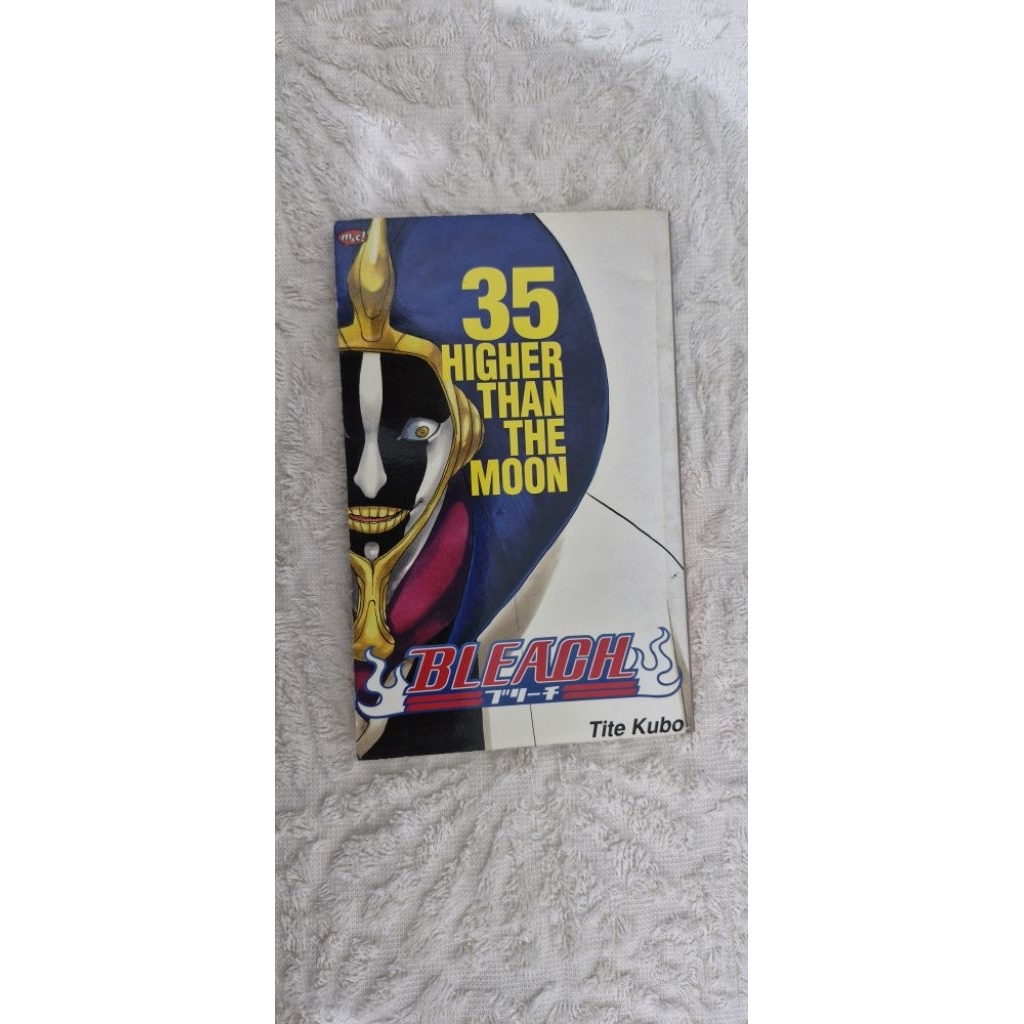 m&c!
35
HIGHER
THAN
THE
MOON
BLEACH
ブリーチ
Tite Kubo